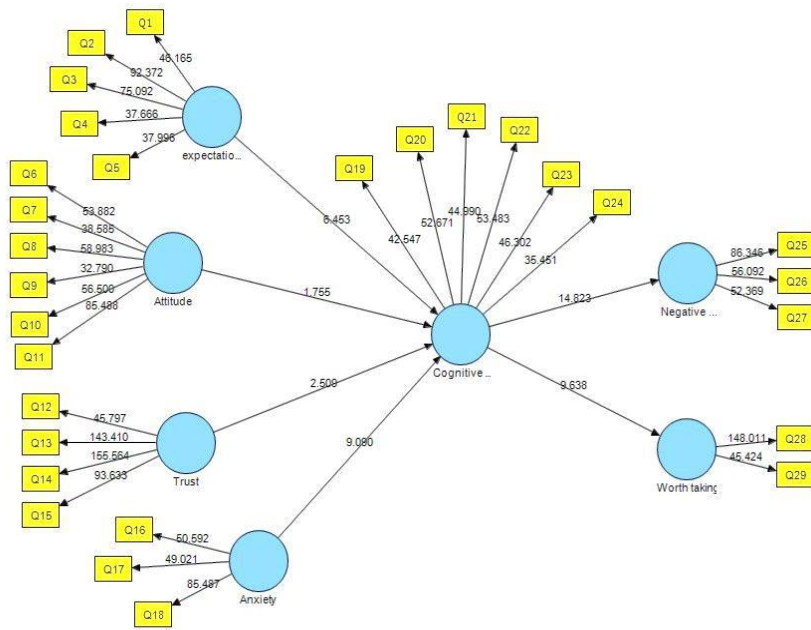 Q1
Q2
Q3
Q4
Q5
46.165
92.372
75.092
37.666
37.996
expectatio...
Q6
Q7
Q8
Q9
Q10
Q11
53.882
38.585
58.983
32.790
56.500
85.488
Attitude
Q12
Q13
Q14
Q15
45.797
143.410
155.564
93.633
Trust
Q16
Q17
Q18
50.592
49.021
85.487
Anxiety
6.453
1.755
2.500
9.090
Q19
Q20
Q21
Q22
Q23
Q24
42.547
52.671
44.990
53.483
46.302
35.451
Cognitive ...
14.823
9.638
Negative ...
86.346
56.092
52.369
Q25
Q26
Q27
Worth taking
148.011
45.424
Q28
Q29